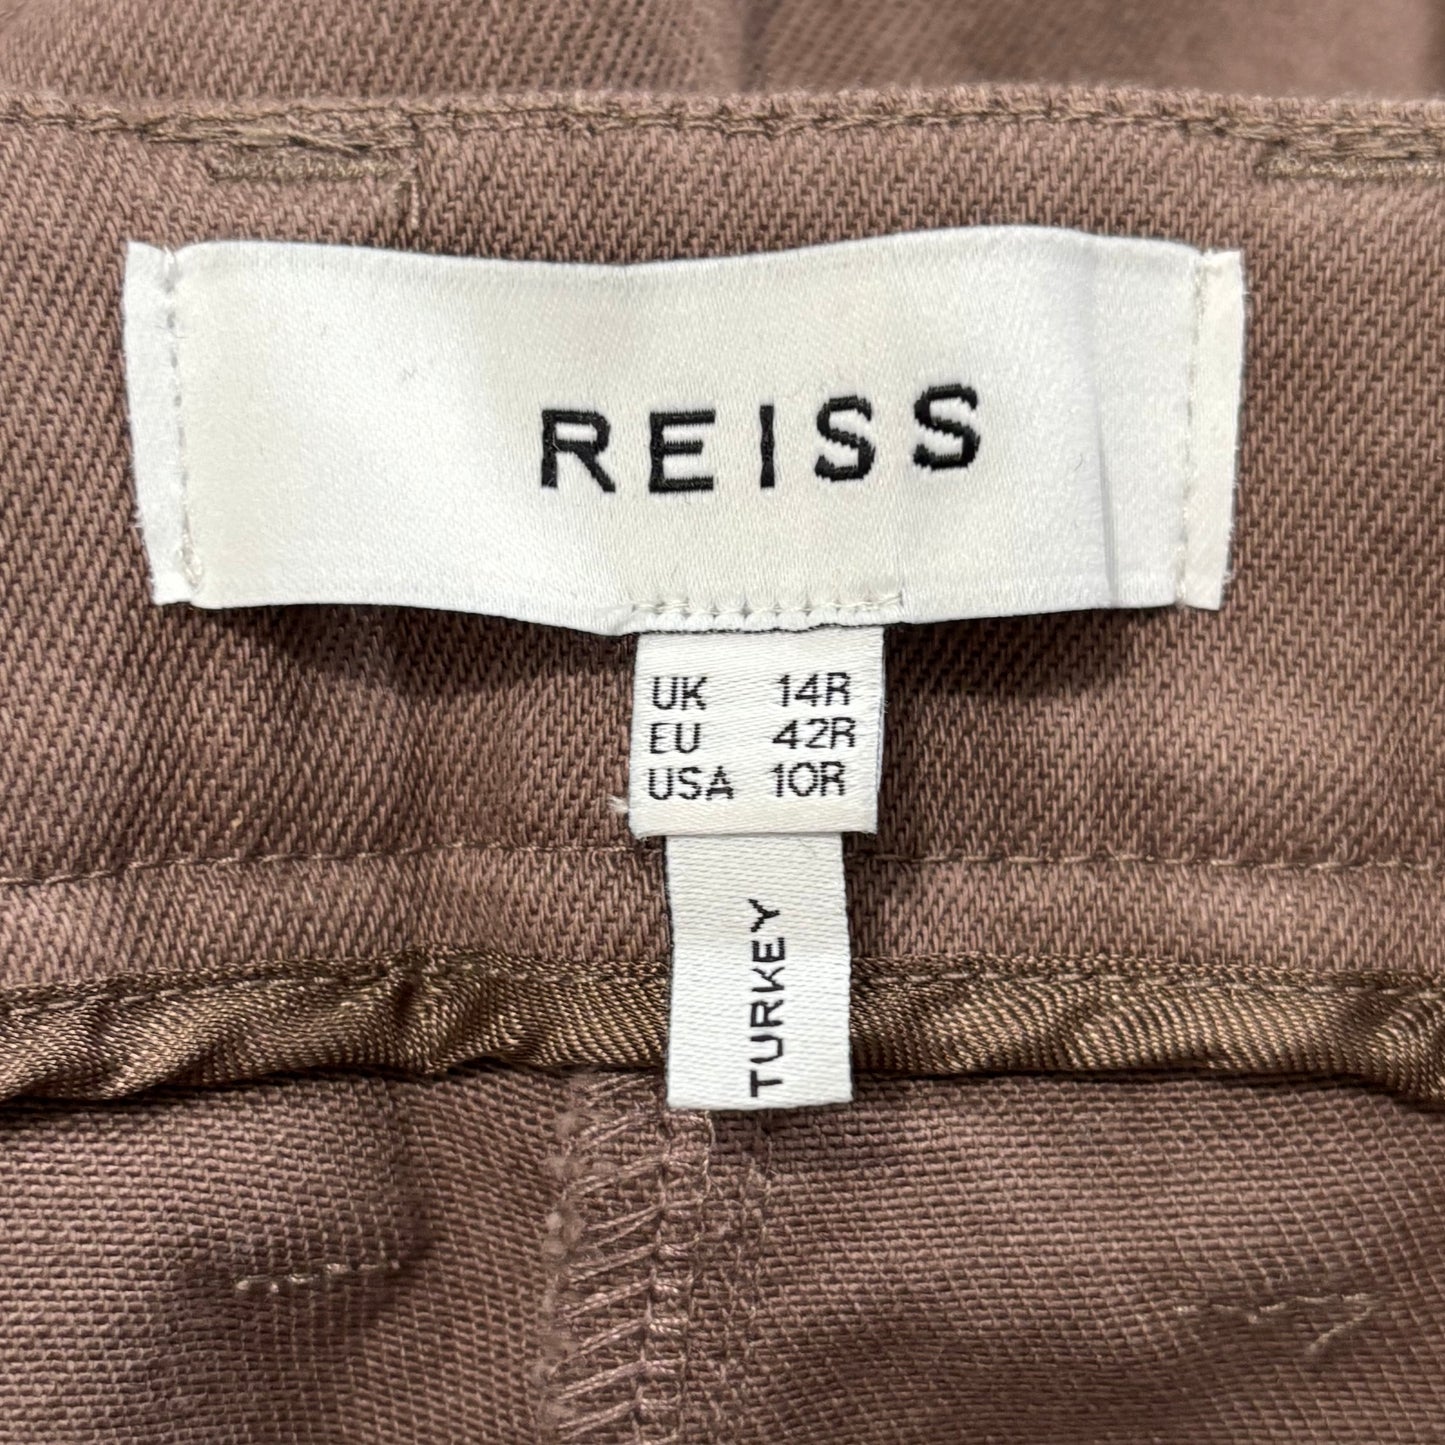 REISS
UK 14R
EU 42R
USA 10R
TURKEY